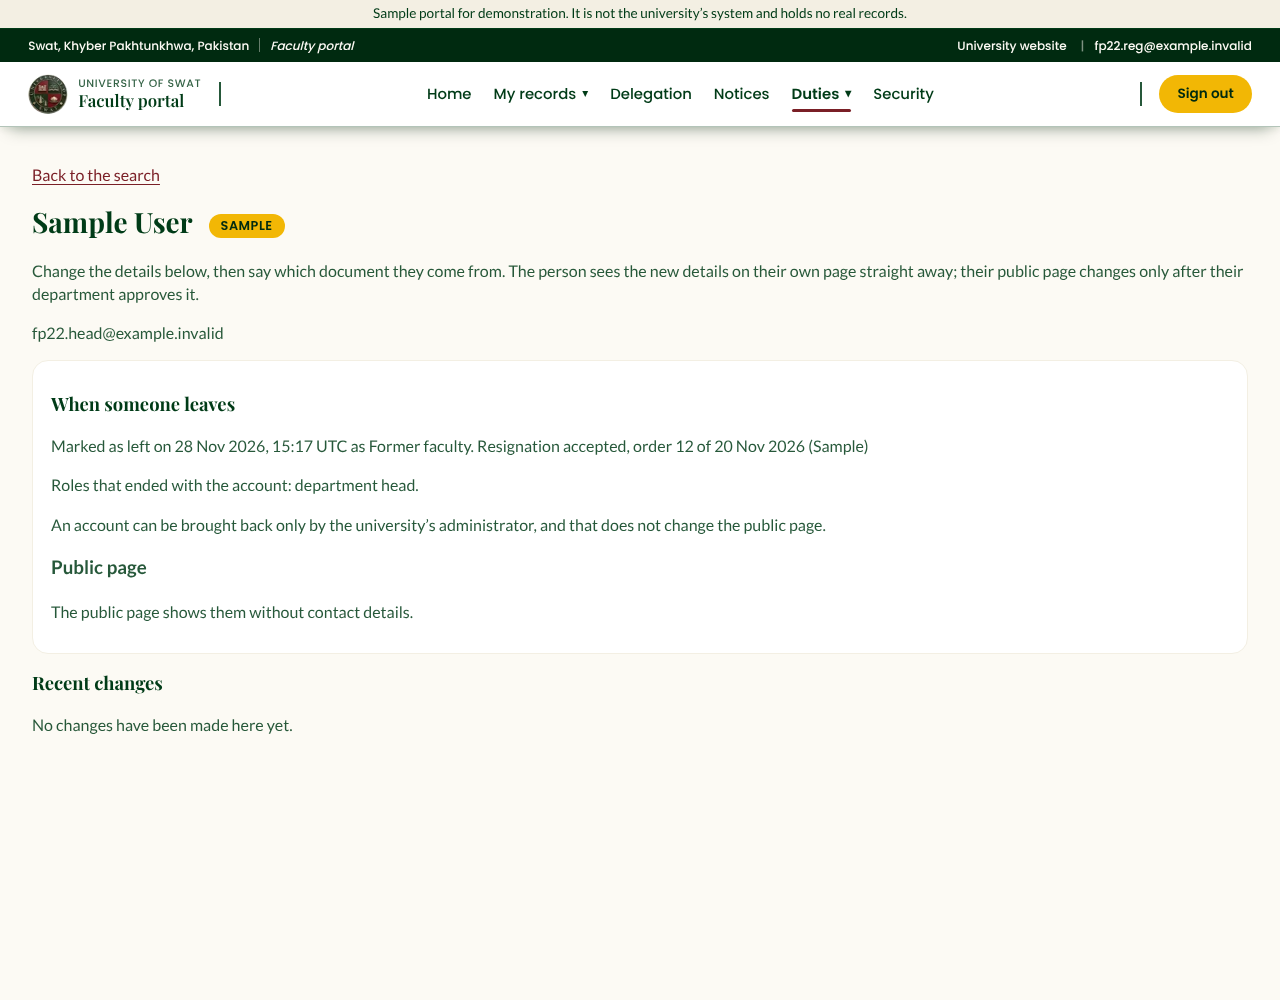 Sample portal for demonstration. It is not the university’s system and holds no real records.
Swat, Khyber Pakhtunkhwa, Pakistan | Faculty portal
University website | fp22.reg@example.invalid
UNIVERSITY OF SWAT
Faculty portal
Home My records ▾ Delegation Notices Duties ▾ Security
Sign out
Back to the search
Sample User SAMPLE
Change the details below, then say which document they come from. The person sees the new details on their own page straight away; their public page changes only after their
department approves it.
fp22.head@example.invalid
When someone leaves
Marked as left on 28 Nov 2026, 15:17 UTC as Former faculty. Resignation accepted, order 12 of 20 Nov 2026 (Sample)
Roles that ended with the account: department head.
An account can be brought back only by the university’s administrator, and that does not change the public page.
Public page
The public page shows them without contact details.
Recent changes
No changes have been made here yet.